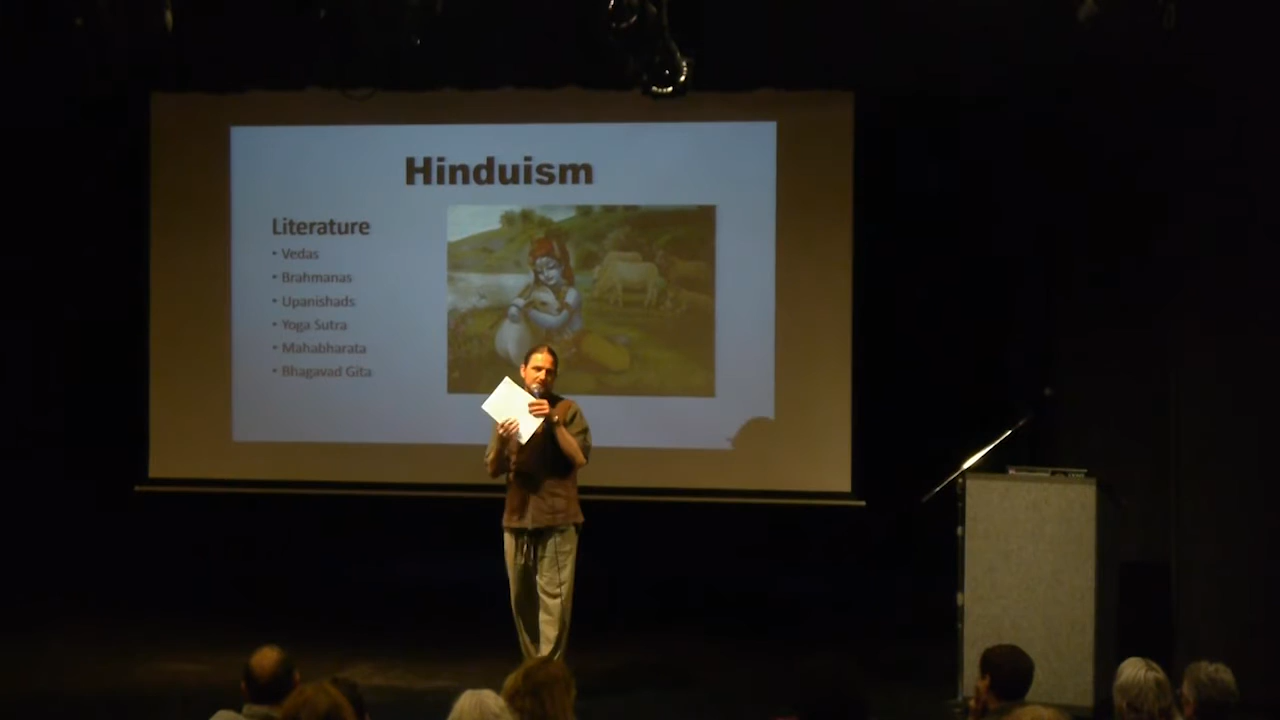 Hinduism
Literature
• Vedas
• Brahmanas
• Upanishads
• Yoga Sutra
• Mahabharata
• Bhagavad Gita